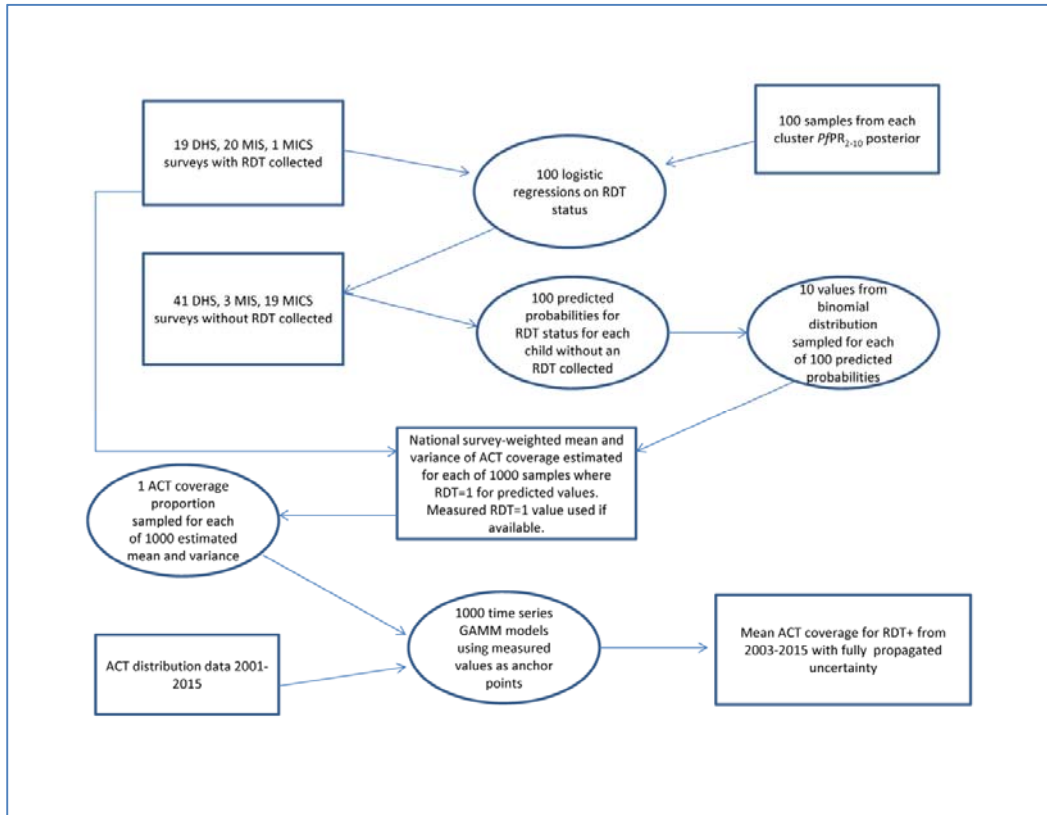 19 DHS, 20 MIS, 1 MICS
surveys with RDT collected
100 samples from each
cluster PfPR2-10 posterior
100 logistic
regressions on RDT
status
41 DHS, 3 MIS, 19 MICS
surveys without RDT collected
100 predicted
probabilities for
RDT status for each
child without an
RDT collected
10 values from
binomial
distribution
sampled for each
of 100 predicted
probabilities
National survey-weighted mean and
variance of ACT coverage estimated
for each of 1000 samples where
RDT=1 for predicted values.
Measured RDT=1 value used if
available.
1 ACT coverage
proportion
sampled for each
of 1000 estimated
mean and variance
1000 time series
GAMM models
using measured
values as anchor
points
ACT distribution data 2001-
2015
Mean ACT coverage for RDT+ from
2003-2015 with fully propagated
uncertainty